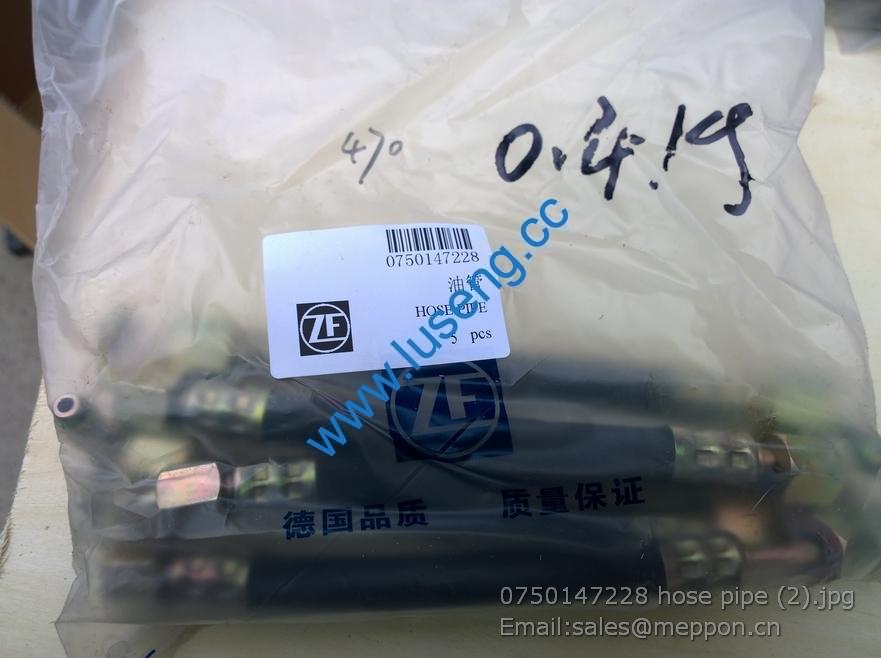 470
0.4.1kg
0750147228
油管
HOSE PIPE
5 pcs
ZF
www.luseng.cc
ZF
德国品质 质量保证
0750147228 hose pipe (2).jpg
Email:sales@meppon.cn